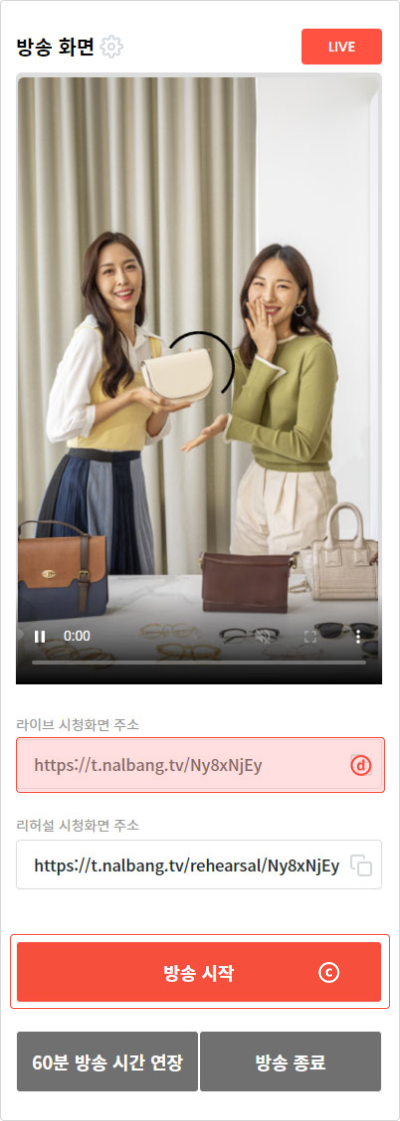 방송 화면
LIVE
0:00
라이브 시청화면 주소
https://t.nalbang.tv/Ny8xNjEy
d
리허설 시청화면 주소
https://t.nalbang.tv/rehearsal/Ny8xNjEy
방송 시작
c
60분 방송 시간 연장
방송 종료